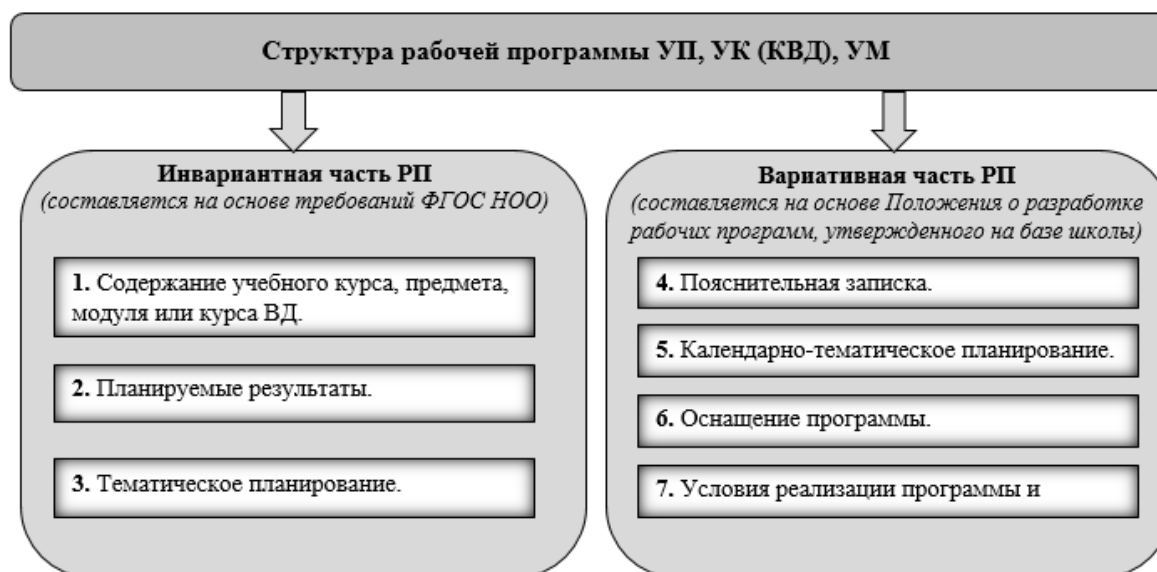 Структура рабочей программы УП, УК (КВД), УМ
Инвариантная часть РП
(составляется на основе требований ФГОС НОО)
1. Содержание учебного курса, предмета,
модуля или курса ВД.
2. Планируемые результаты.
3. Тематическое планирование.
Вариативная часть РП
(составляется на основе Положения о разработке
рабочих программ, утвержденного на базе школы)
4. Пояснительная записка.
5. Календарно-тематическое планирование.
6. Оснащение программы.
7. Условия реализации программы и